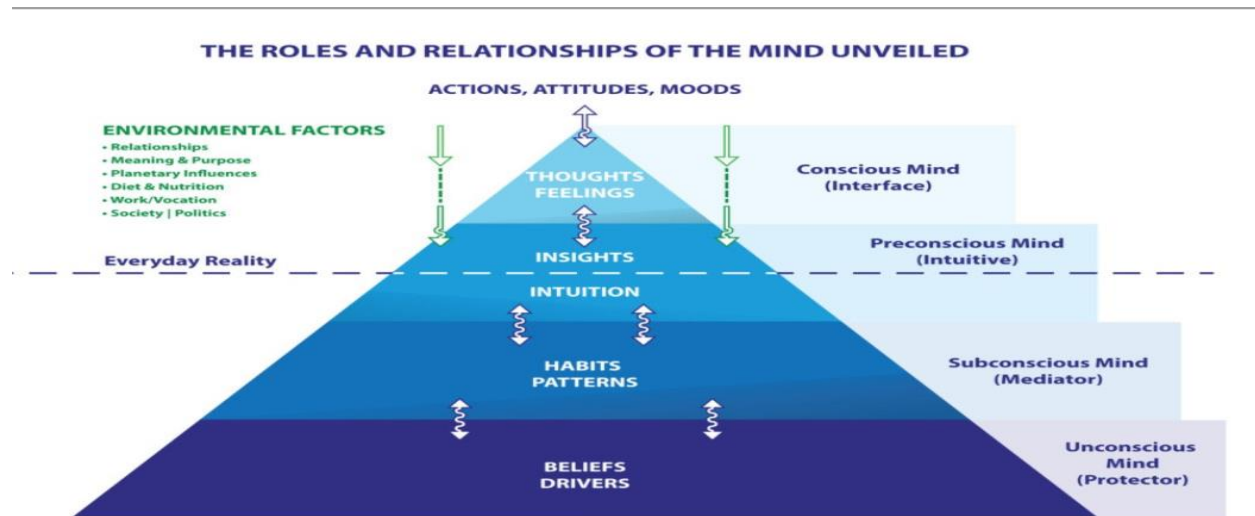 THE ROLES AND RELATIONSHIPS OF THE MIND UNVEILED
ACTIONS, ATTITUDES, MOODS
ENVIRONMENTAL FACTORS
• Relationships
• Meaning & Purpose
• Planetary Influences
• Diet & Nutrition
• Work/Vocation
• Society | Politics
THOUGHTS
FEELINGS
Conscious Mind
(Interface)
Everyday Reality
INSIGHTS
INTUITION
Preconscious Mind
(Intuitive)
HABITS
PATTERNS
Subconscious Mind
(Mediator)
BELIEFS
DRIVERS
Unconscious
Mind
(Protector)